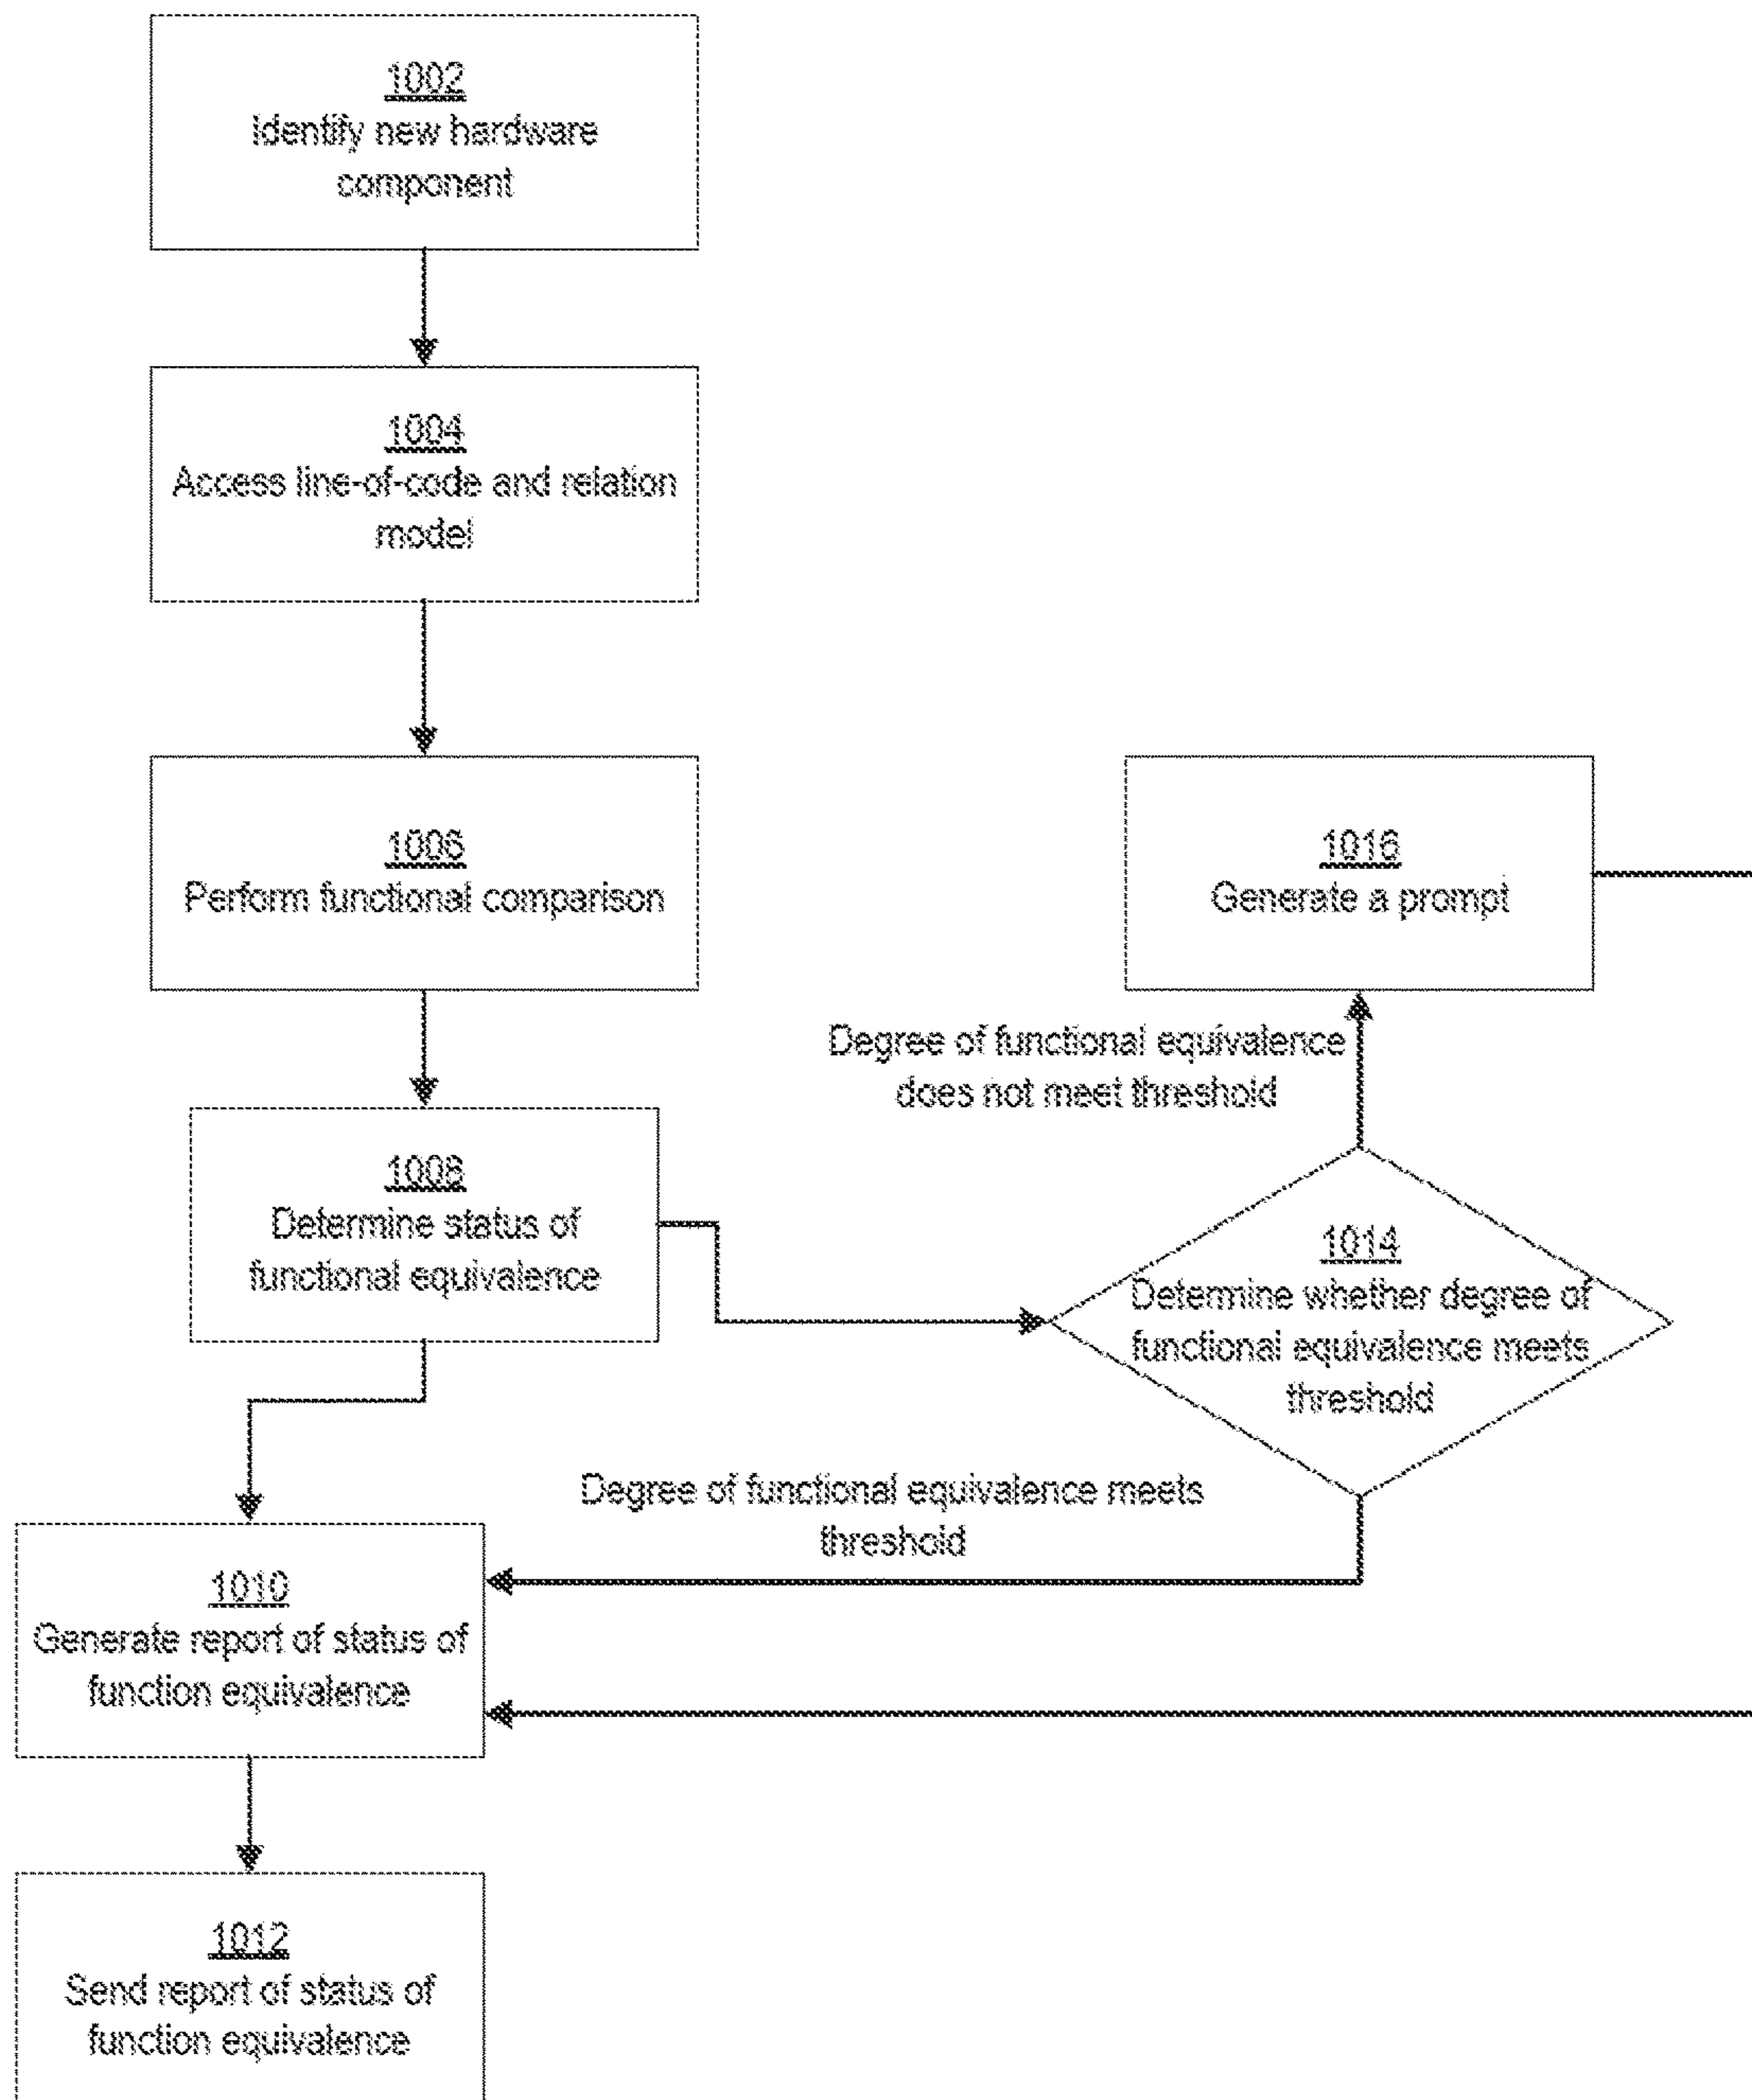 1002
Identify new hardware
component
1004
Access line-of-code and relation
model
1006
Perform functional comparison
1016
Generate a prompt
Degree of functional equivalence
does not meet threshold
1008
Determine status of
functional equivalence
1014
Determine whether degree of
functional equivalence meets
threshold
Degree of functional equivalence meets
threshold
1010
Generate report of status of
function equivalence
1012
Send report of status of
function equivalence